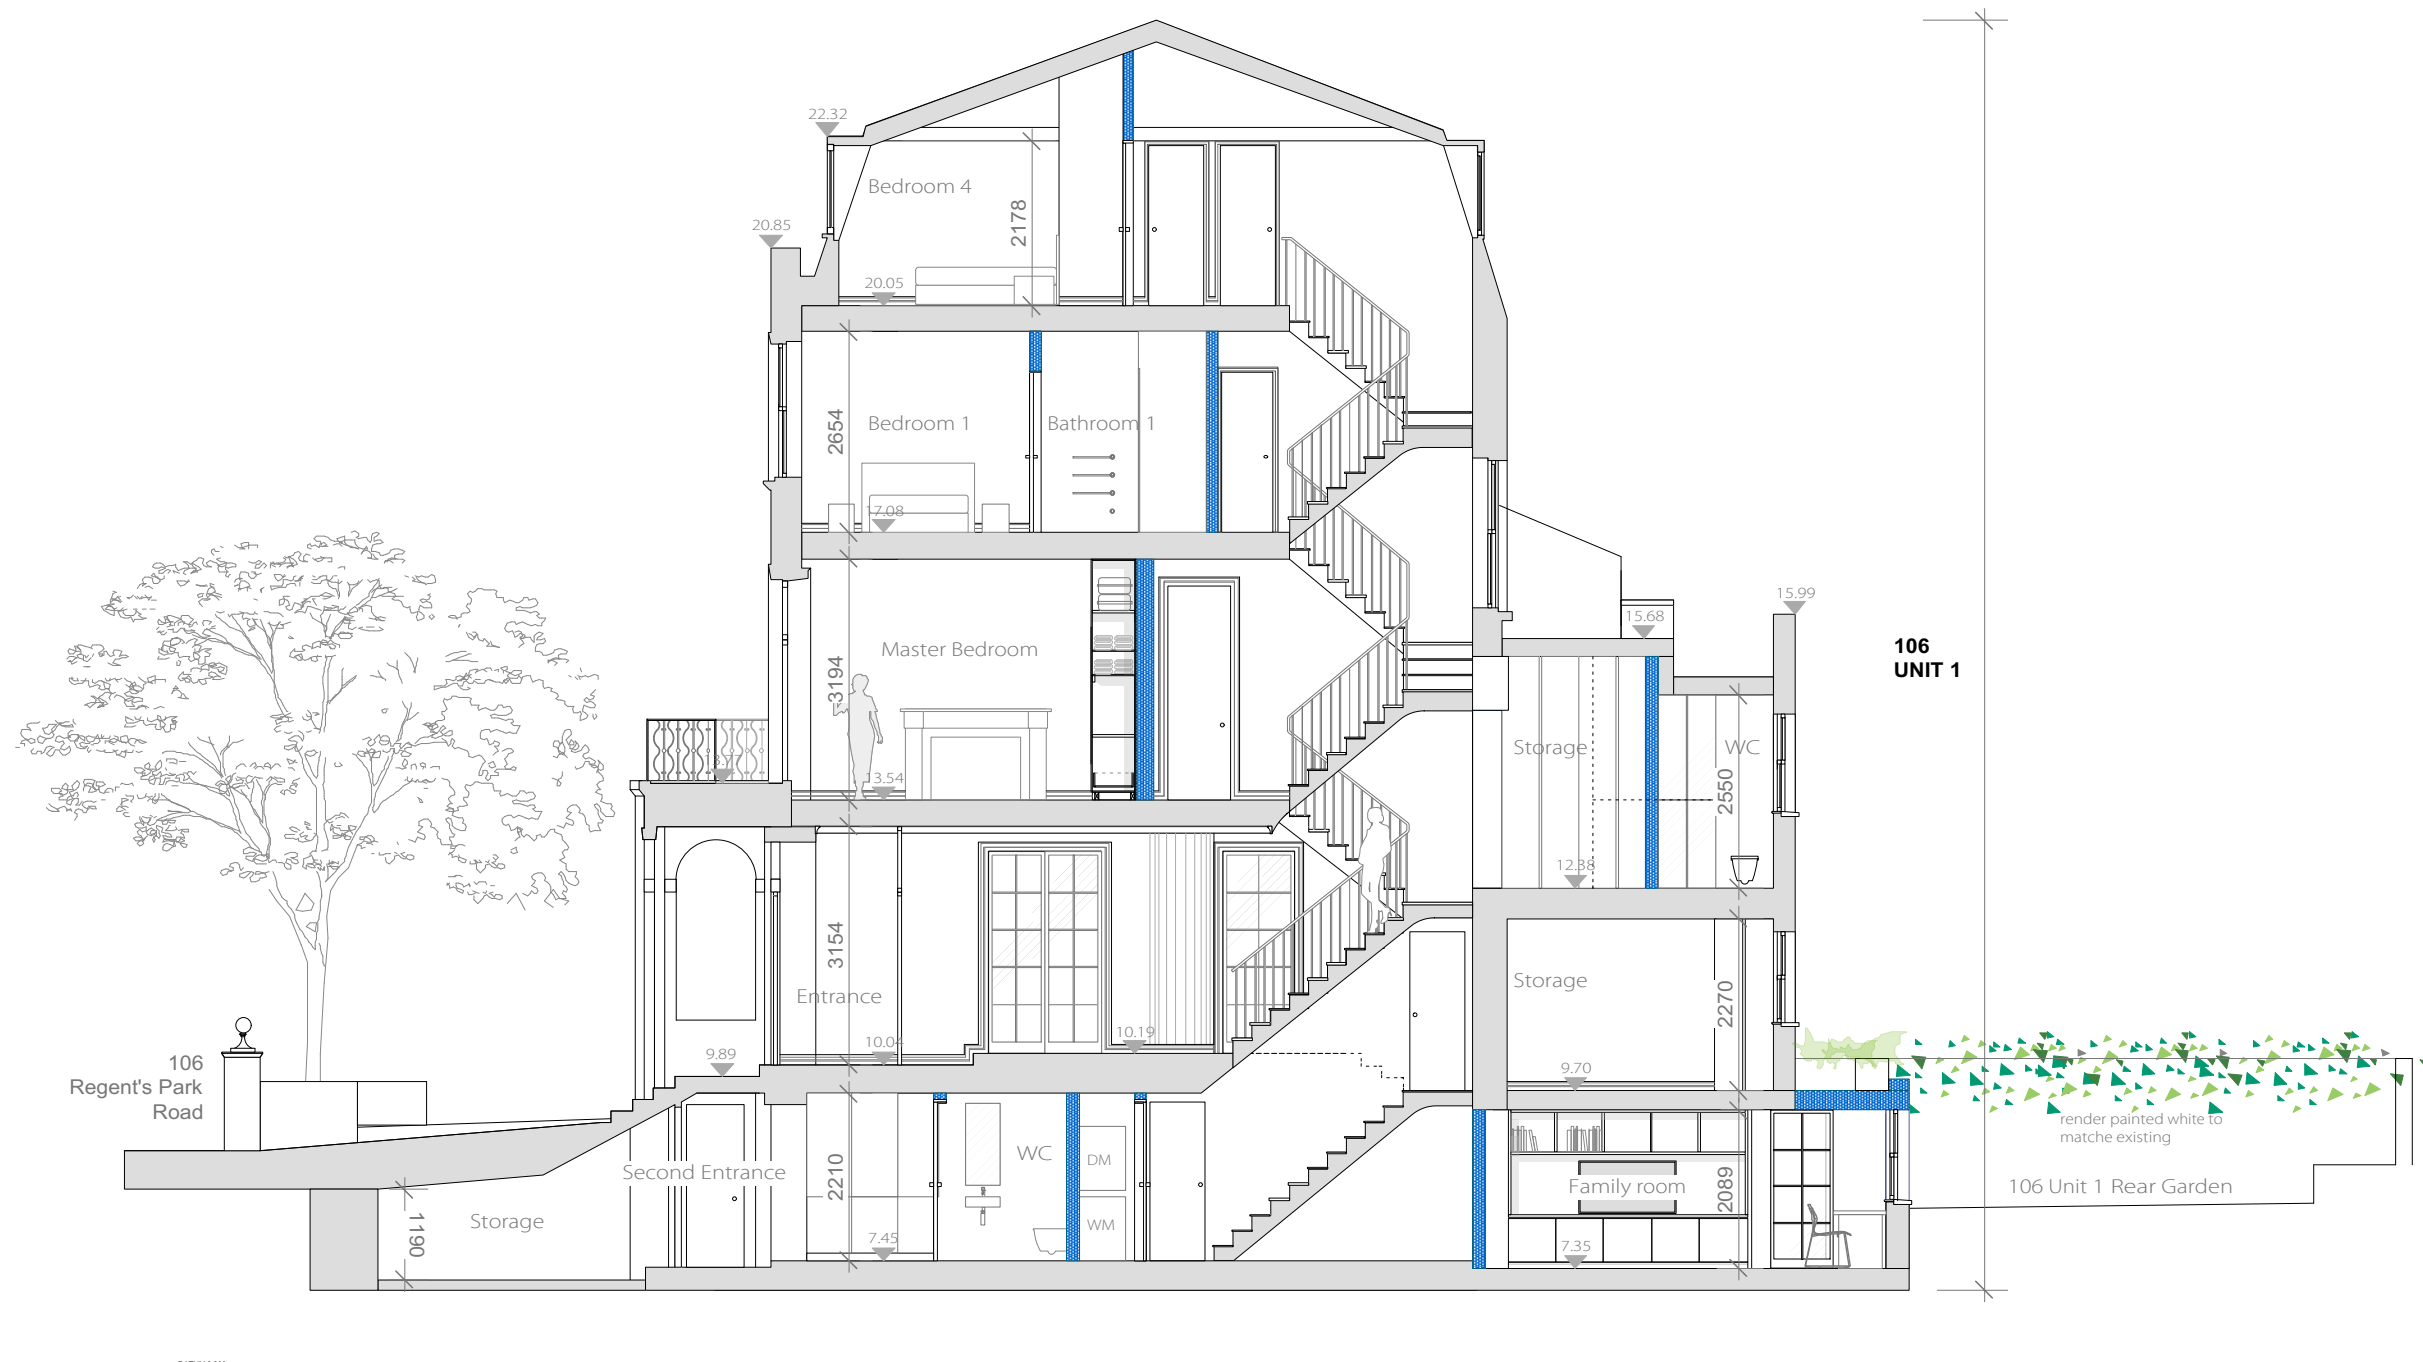 22.32
Bedroom 4
2178
20.85
20.05
2654
Bedroom 1
Bathroom 1
17.08
15.99
15.68
106
UNIT 1
Master Bedroom
3194
13.54
Storage
WC
2550
12.38
3154
Entrance
Storage
2270
10.19
10.04
9.89
9.70
106
Regent's Park
Road
render painted white to
matche existing
Second Entrance
2210
WC
DM
WM
Family room
2089
106 Unit 1 Rear Garden
Storage
1190
7.45
7.35